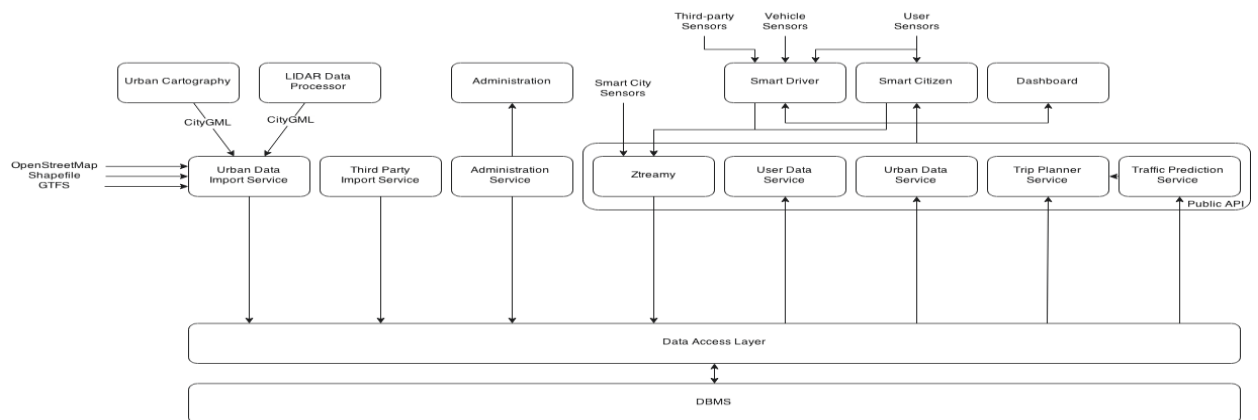 Third-party
Sensors
Vehicle
Sensors
User
Sensors
Urban Cartography
LIDAR Data
Processor
Administration
Smart City
Sensors
Smart Driver
Smart Citizen
Dashboard
CityGML
CityGML
OpenStreetMap
Shapefile
GTFS
Urban Data
Import Service
Third Party
Import Service
Administration
Service
Ztreamy
User Data
Service
Urban Data
Service
Trip Planner
Service
Traffic Prediction
Service
Public API
Data Access Layer
DBMS